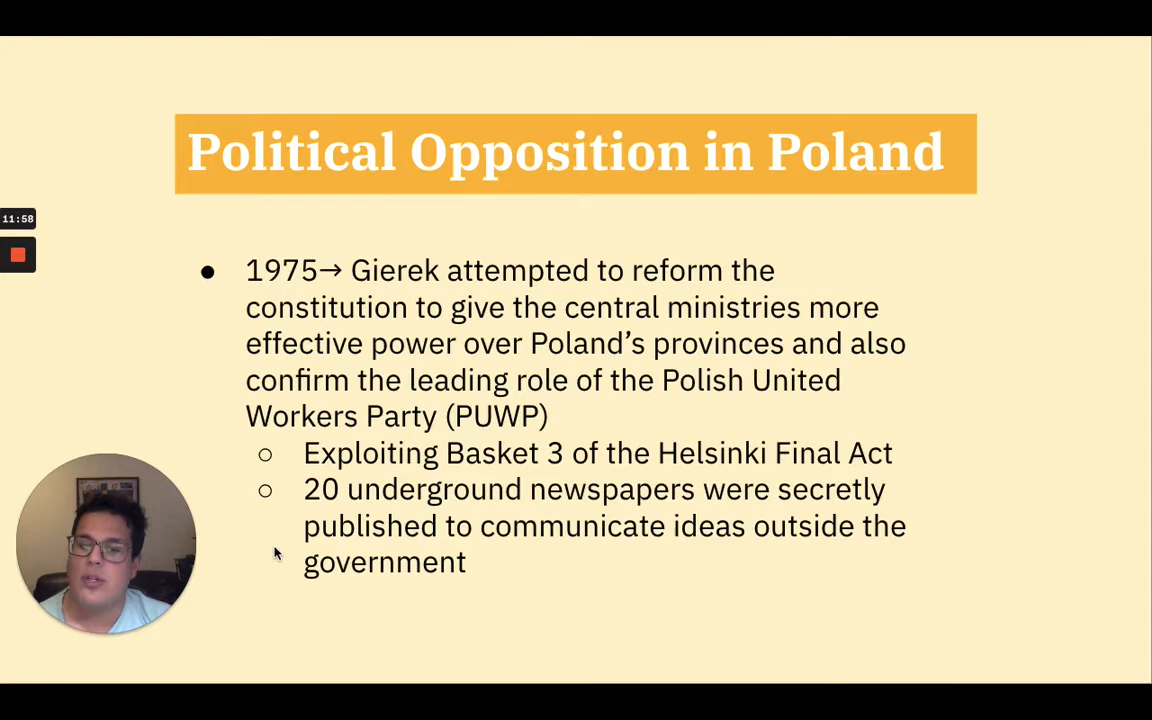 Political Opposition in Poland
11:58
● 1975→ Gierek attempted to reform the
constitution to give the central ministries more
effective power over Poland’s provinces and also
confirm the leading role of the Polish United
Workers Party (PUWP)
○ Exploiting Basket 3 of the Helsinki Final Act
○ 20 underground newspapers were secretly
published to communicate ideas outside the
government